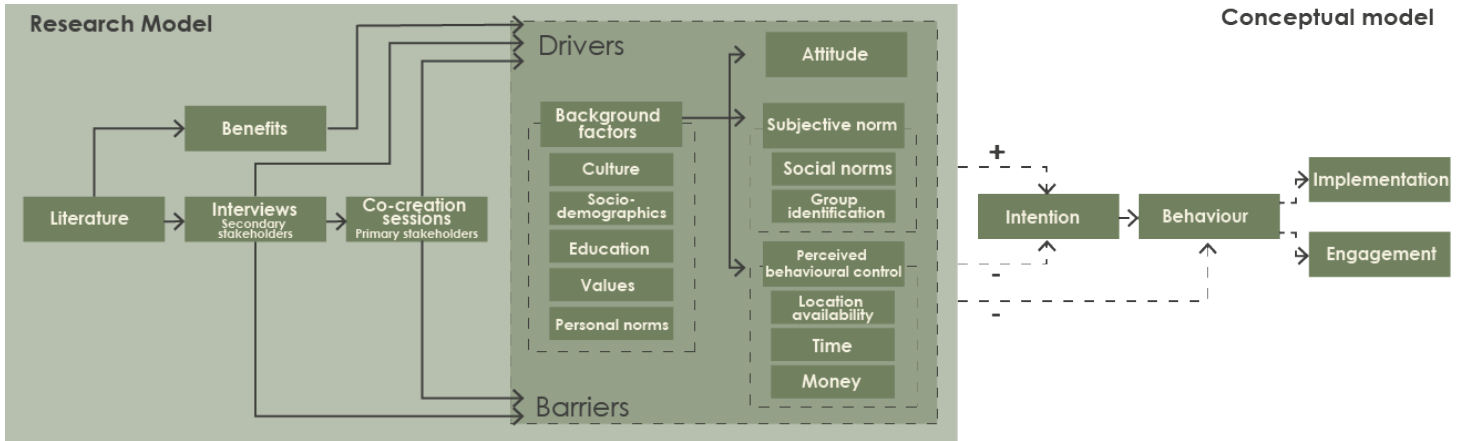 Research Model
Conceptual model
Drivers
Attitude
Background
factors
Benefits
Subjective norm
Culture
Social norms
Socio-
demographics
Group
identification
Literature
Interviews
Secondary
stakeholders
Co-creation
sessions
Primary stakeholders
Education
Values
Personal norms
Perceived
behavioural control
Location
availability
Time
Money
Barriers
+
-
-
Intention
Behaviour
Implementation
Engagement